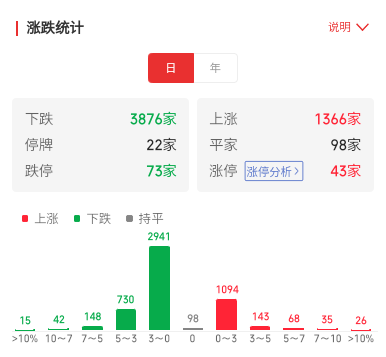 涨跌统计 说明
日 年
下跌 3876家 上涨 1366家
停牌 22家 平家 98家
跌停 73家 涨停 涨停分析 43家
上涨 下跌 持平
15 42 148 730 2941 98 1094 143 68 35 26
>10% 10~7 7~5 5~3 3~0 0 0~3 3~5 5~7 7~10 >10%